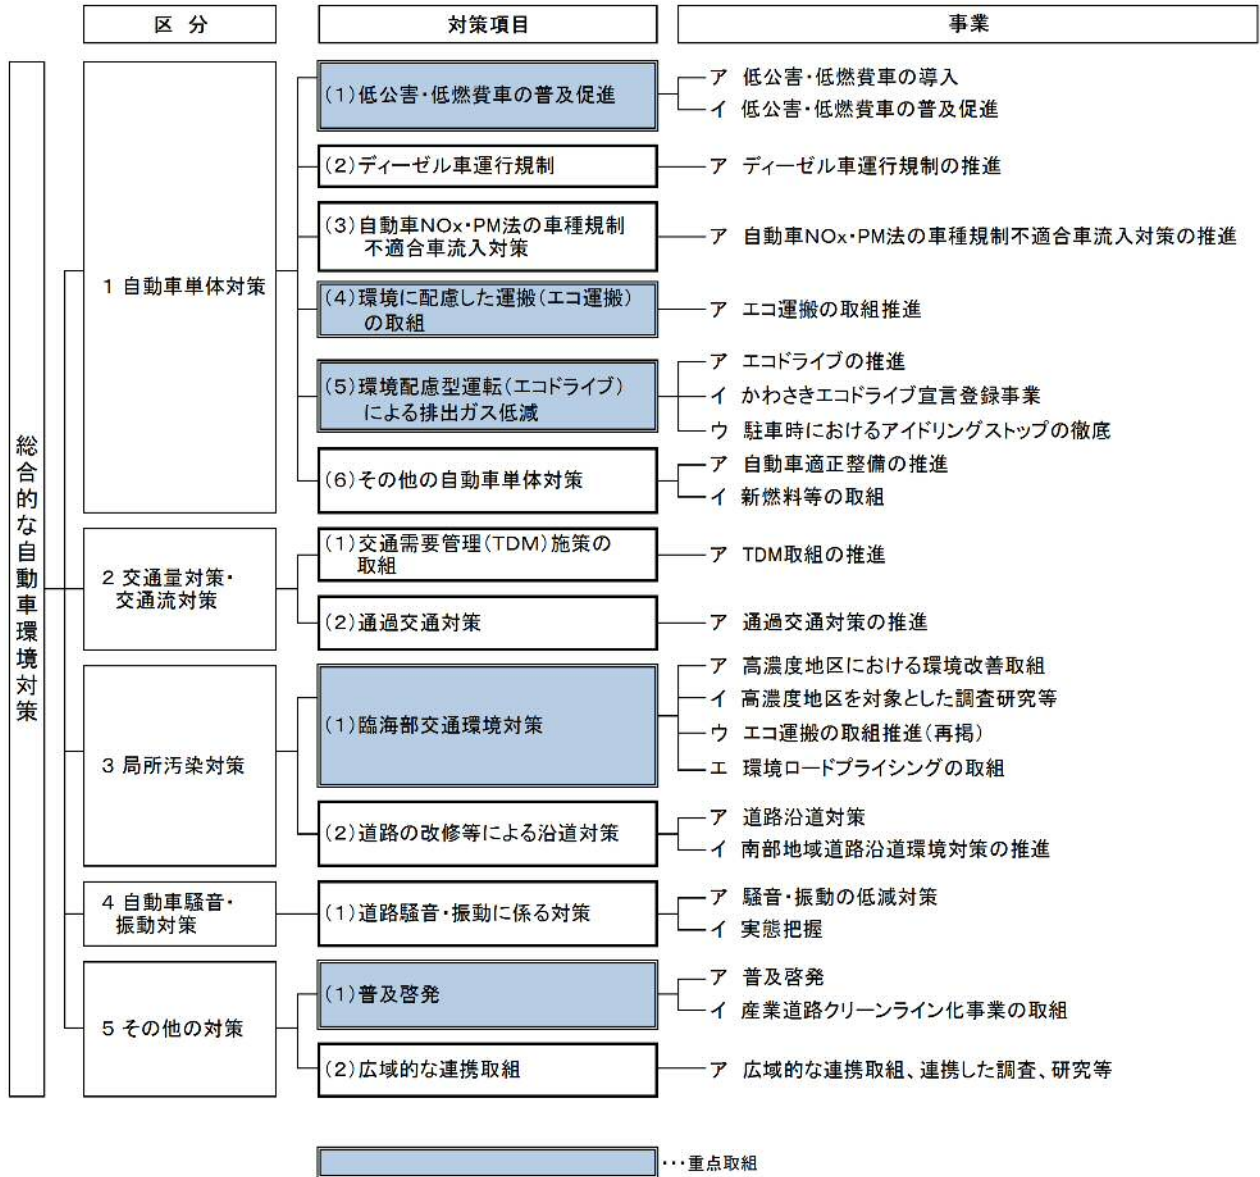 区 分
対策項目
事業
総合的な自動車環境対策
1 自動車単体対策
(1)低公害・低燃費車の普及促進
ア 低公害・低燃費車の導入
イ 低公害・低燃費車の普及促進
(2)ディーゼル車運行規制
ア ディーゼル車運行規制の推進
(3)自動車NOx・PM法の車種規制
不適合車流入対策
ア 自動車NOx・PM法の車種規制不適合車流入対策の推進
(4)環境に配慮した運搬(エコ運搬)
の取組
ア エコ運搬の取組推進
(5)環境配慮型運転(エコドライブ)
による排出ガス低減
ア エコドライブの推進
イ かわさきエコドライブ宣言登録事業
ウ 駐車時におけるアイドリングストップの徹底
(6)その他の自動車単体対策
ア 自動車適正整備の推進
イ 新燃料等の取組
2 交通量対策・
交通流対策
(1)交通需要管理(TDM)施策の
取組
ア TDM取組の推進
(2)通過交通対策
ア 通過交通対策の推進
3 局所汚染対策
(1)臨海部交通環境対策
ア 高濃度地区における環境改善取組
イ 高濃度地区を対象とした調査研究等
ウ エコ運搬の取組推進(再掲)
エ 環境ロードプライシングの取組
(2)道路の改修等による沿道対策
ア 道路沿道対策
イ 南部地域道路沿道環境対策の推進
4 自動車騒音・
振動対策
(1)道路騒音・振動に係る対策
ア 騒音・振動の低減対策
イ 実態把握
5 その他の対策
(1)普及啓発
ア 普及啓発
イ 産業道路クリーンライン化事業の取組
(2)広域的な連携取組
ア 広域的な連携取組、連携した調査、研究等
・・・重点取組